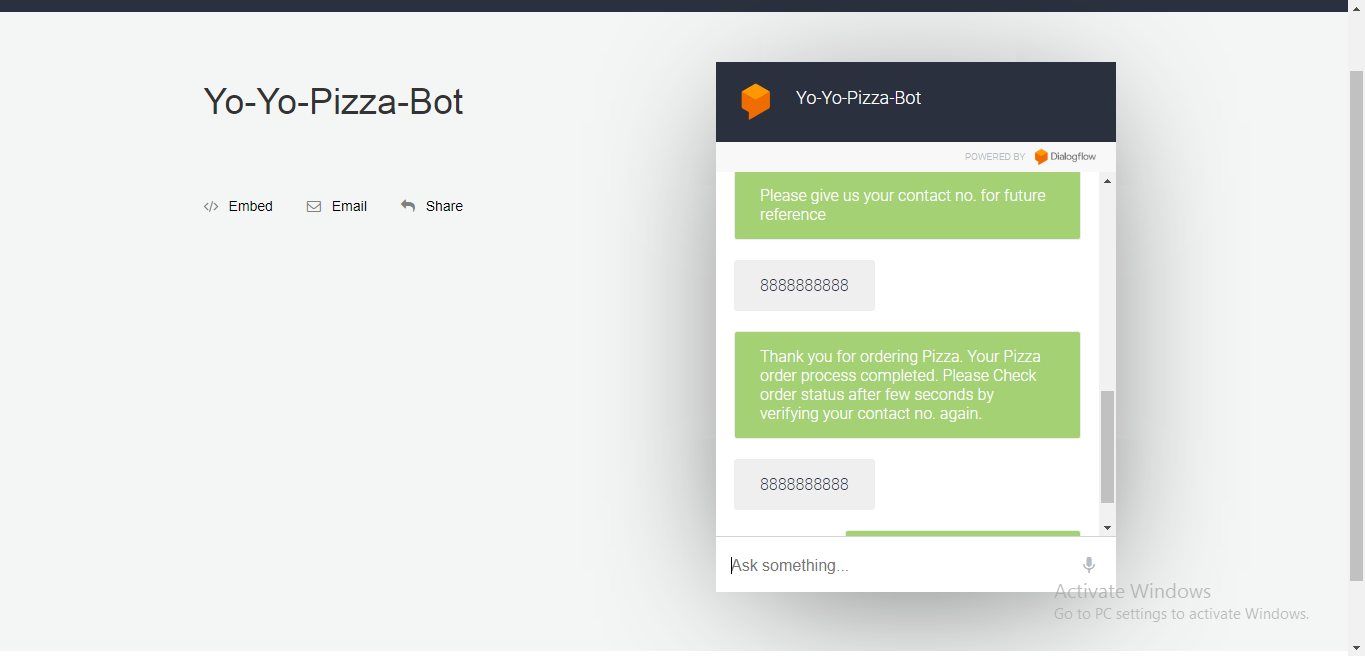 Yo-Yo-Pizza-Bot
</> Embed
Email
Share
Yo-Yo-Pizza-Bot
POWERED BY Dialogflow
Please give us your contact no. for future
reference
8888888888
Thank you for ordering Pizza. Your Pizza
order process completed. Please Check
order status after few seconds by
verifying your contact no. again.
8888888888
Ask something...
Activate Windows
Go to PC settings to activate Windows.